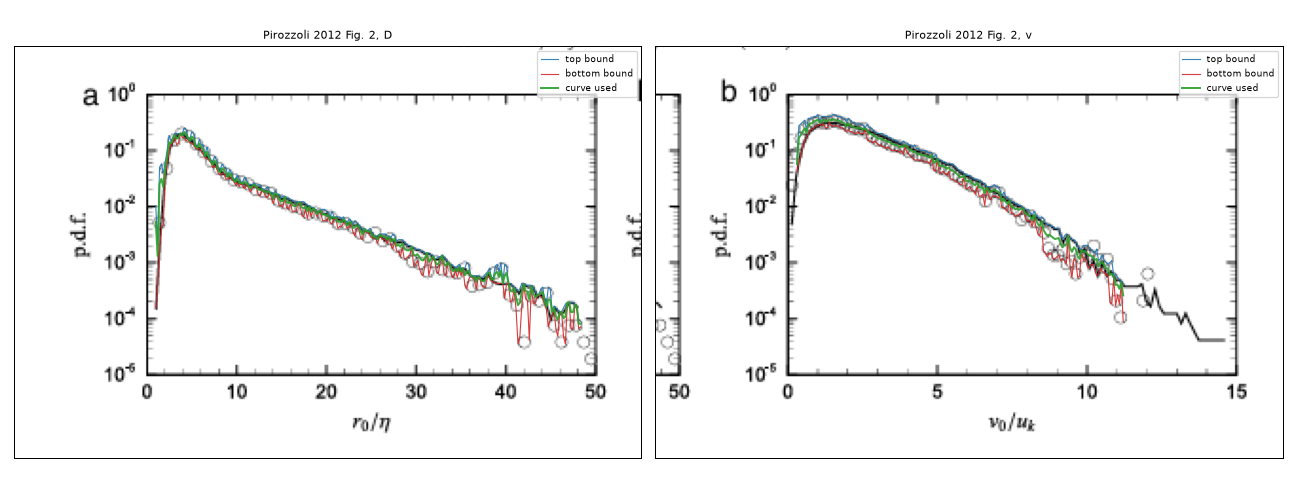 Pirozzoli 2012 Fig. 2, D
top bound
bottom bound
curve used
a
10⁰
10⁻¹
10⁻²
10⁻³
10⁻⁴
10⁻⁵
p.d.f.
0 10 20 30 40 50
r₀/η
Pirozzoli 2012 Fig. 2, v
top bound
bottom bound
curve used
b
10⁰
10⁻¹
10⁻²
10⁻³
10⁻⁴
10⁻⁵
p.d.f.
50
0 5 10 15
v₀/uₖ